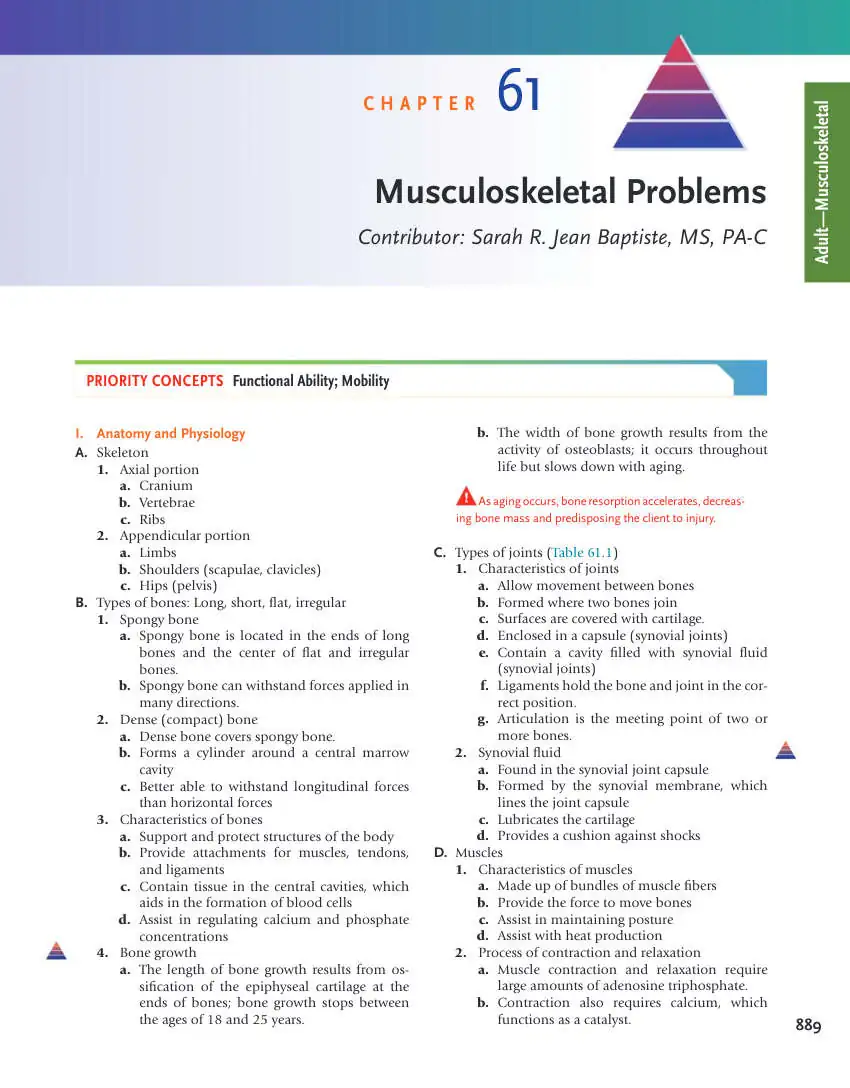 CHAPTER 61
Musculoskeletal Problems
Contributor: Sarah R. Jean Baptiste, MS, PA-C
Adult—Musculoskeletal
PRIORITY CONCEPTS Functional Ability; Mobility
I. Anatomy and Physiology
A. Skeleton
1. Axial portion
a. Cranium
b. Vertebrae
c. Ribs
2. Appendicular portion
a. Limbs
b. Shoulders (scapulae, clavicles)
c. Hips (pelvis)
B. Types of bones: Long, short, flat, irregular
1. Spongy bone
a. Spongy bone is located in the ends of long
bones and the center of flat and irregular
bones.
b. Spongy bone can withstand forces applied in
many directions.
2. Dense (compact) bone
a. Dense bone covers spongy bone.
b. Forms a cylinder around a central marrow
cavity
c. Better able to withstand longitudinal forces
than horizontal forces
3. Characteristics of bones
a. Support and protect structures of the body
b. Provide attachments for muscles, tendons,
and ligaments
c. Contain tissue in the central cavities, which
aids in the formation of blood cells
d. Assist in regulating calcium and phosphate
concentrations
4. Bone growth
a. The length of bone growth results from os-
sification of the epiphyseal cartilage at the
ends of bones; bone growth stops between
the ages of 18 and 25 years.
b. The width of bone growth results from the
activity of osteoblasts; it occurs throughout
life but slows down with aging.
! As aging occurs, bone resorption accelerates, decreas-
ing bone mass and predisposing the client to injury.
C. Types of joints (Table 61.1)
1. Characteristics of joints
a. Allow movement between bones
b. Formed where two bones join
c. Surfaces are covered with cartilage.
d. Enclosed in a capsule (synovial joints)
e. Contain a cavity filled with synovial fluid
(synovial joints)
f. Ligaments hold the bone and joint in the cor-
rect position.
g. Articulation is the meeting point of two or
more bones.
2. Synovial fluid
a. Found in the synovial joint capsule
b. Formed by the synovial membrane, which
lines the joint capsule
c. Lubricates the cartilage
d. Provides a cushion against shocks
D. Muscles
1. Characteristics of muscles
a. Made up of bundles of muscle fibers
b. Provide the force to move bones
c. Assist in maintaining posture
d. Assist with heat production
2. Process of contraction and relaxation
a. Muscle contraction and relaxation require
large amounts of adenosine triphosphate.
b. Contraction also requires calcium, which
functions as a catalyst.
889